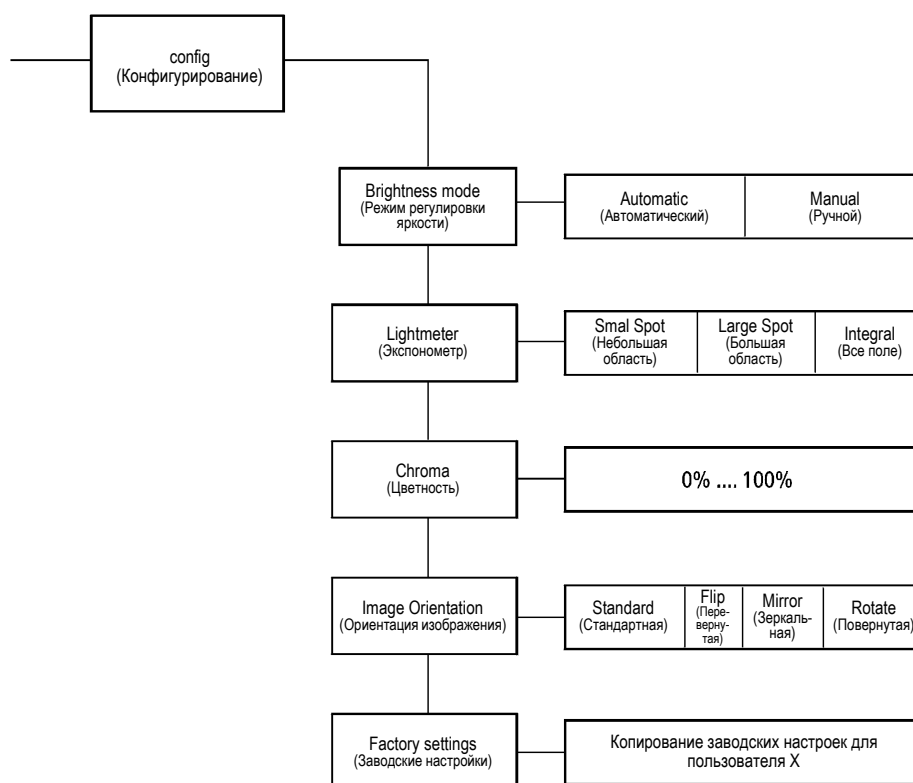 config
(Конфигурирование)
Brightness mode
(Режим регулировки
яркости)
Automatic
(Автоматический)
Manual
(Ручной)
Lightmeter
(Экспонометр)
Smal Spot
(Небольшая
область)
Large Spot
(Большая
область)
Integral
(Все поле)
Chroma
(Цветность)
0% .... 100%
Image Orientation
(Ориентация изображения)
Standard
(Стандартная)
Flip
(Пере-
верну-
тая)
Mirror
(Зеркаль-
ная)
Rotate
(Повернутая)
Factory settings
(Заводские настройки)
Копирование заводских настроек для
пользователя X